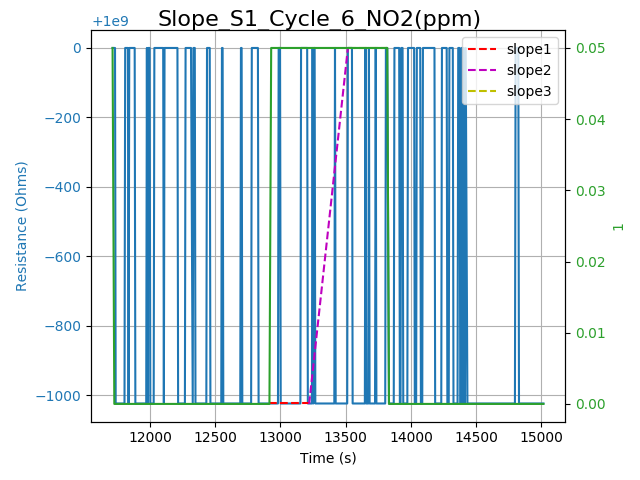 Slope_S1_Cycle_6_NO2(ppm)
+1e9
slope1
slope2
slope3
0
−200
−400
−600
−800
−1000
Resistance (Ohms)
0.05
0.04
0.03
0.02
0.01
0.00
1
12000 12500 13000 13500 14000 14500 15000
Time (s)